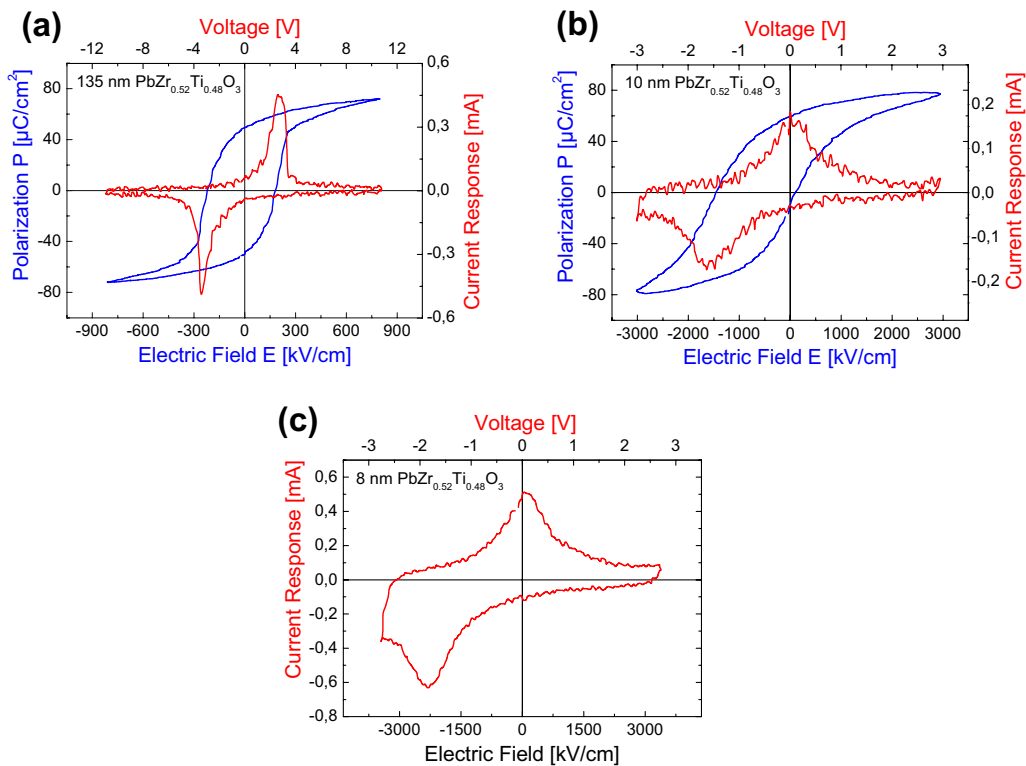 (a)
Voltage [V]
-10 -8 -6 -4 -2 0 2 4 6 8 10 12
135 nm PbZr0.52Ti0.48O3
Polarization P [µC/cm2]
80
40
0
-40
-80
0,6
0,3
0,0
-0,3
-0,6
Current Response [mA]
-900 -600 -300 0 300 600 900
Electric Field E [kV/cm]
(b)
Voltage [V]
-3 -2 -1 0 1 2 3
10 nm PbZr0.52Ti0.48O3
Polarization P [µC/cm2]
80
40
0
-40
-80
0,2
0,1
0,0
-0,1
-0,2
Current Response [mA]
-3000 -2000 -1000 0 1000 2000 3000
Electric Field E [kV/cm]
(c)
Voltage [V]
-3 -2 -1 0 1 2 3
8 nm PbZr0.52Ti0.48O3
Current Response [mA]
0,6
0,4
0,2
0,0
-0,2
-0,4
-0,6
-0,8
-3000 -1500 0 1500 3000
Electric Field [kV/cm]